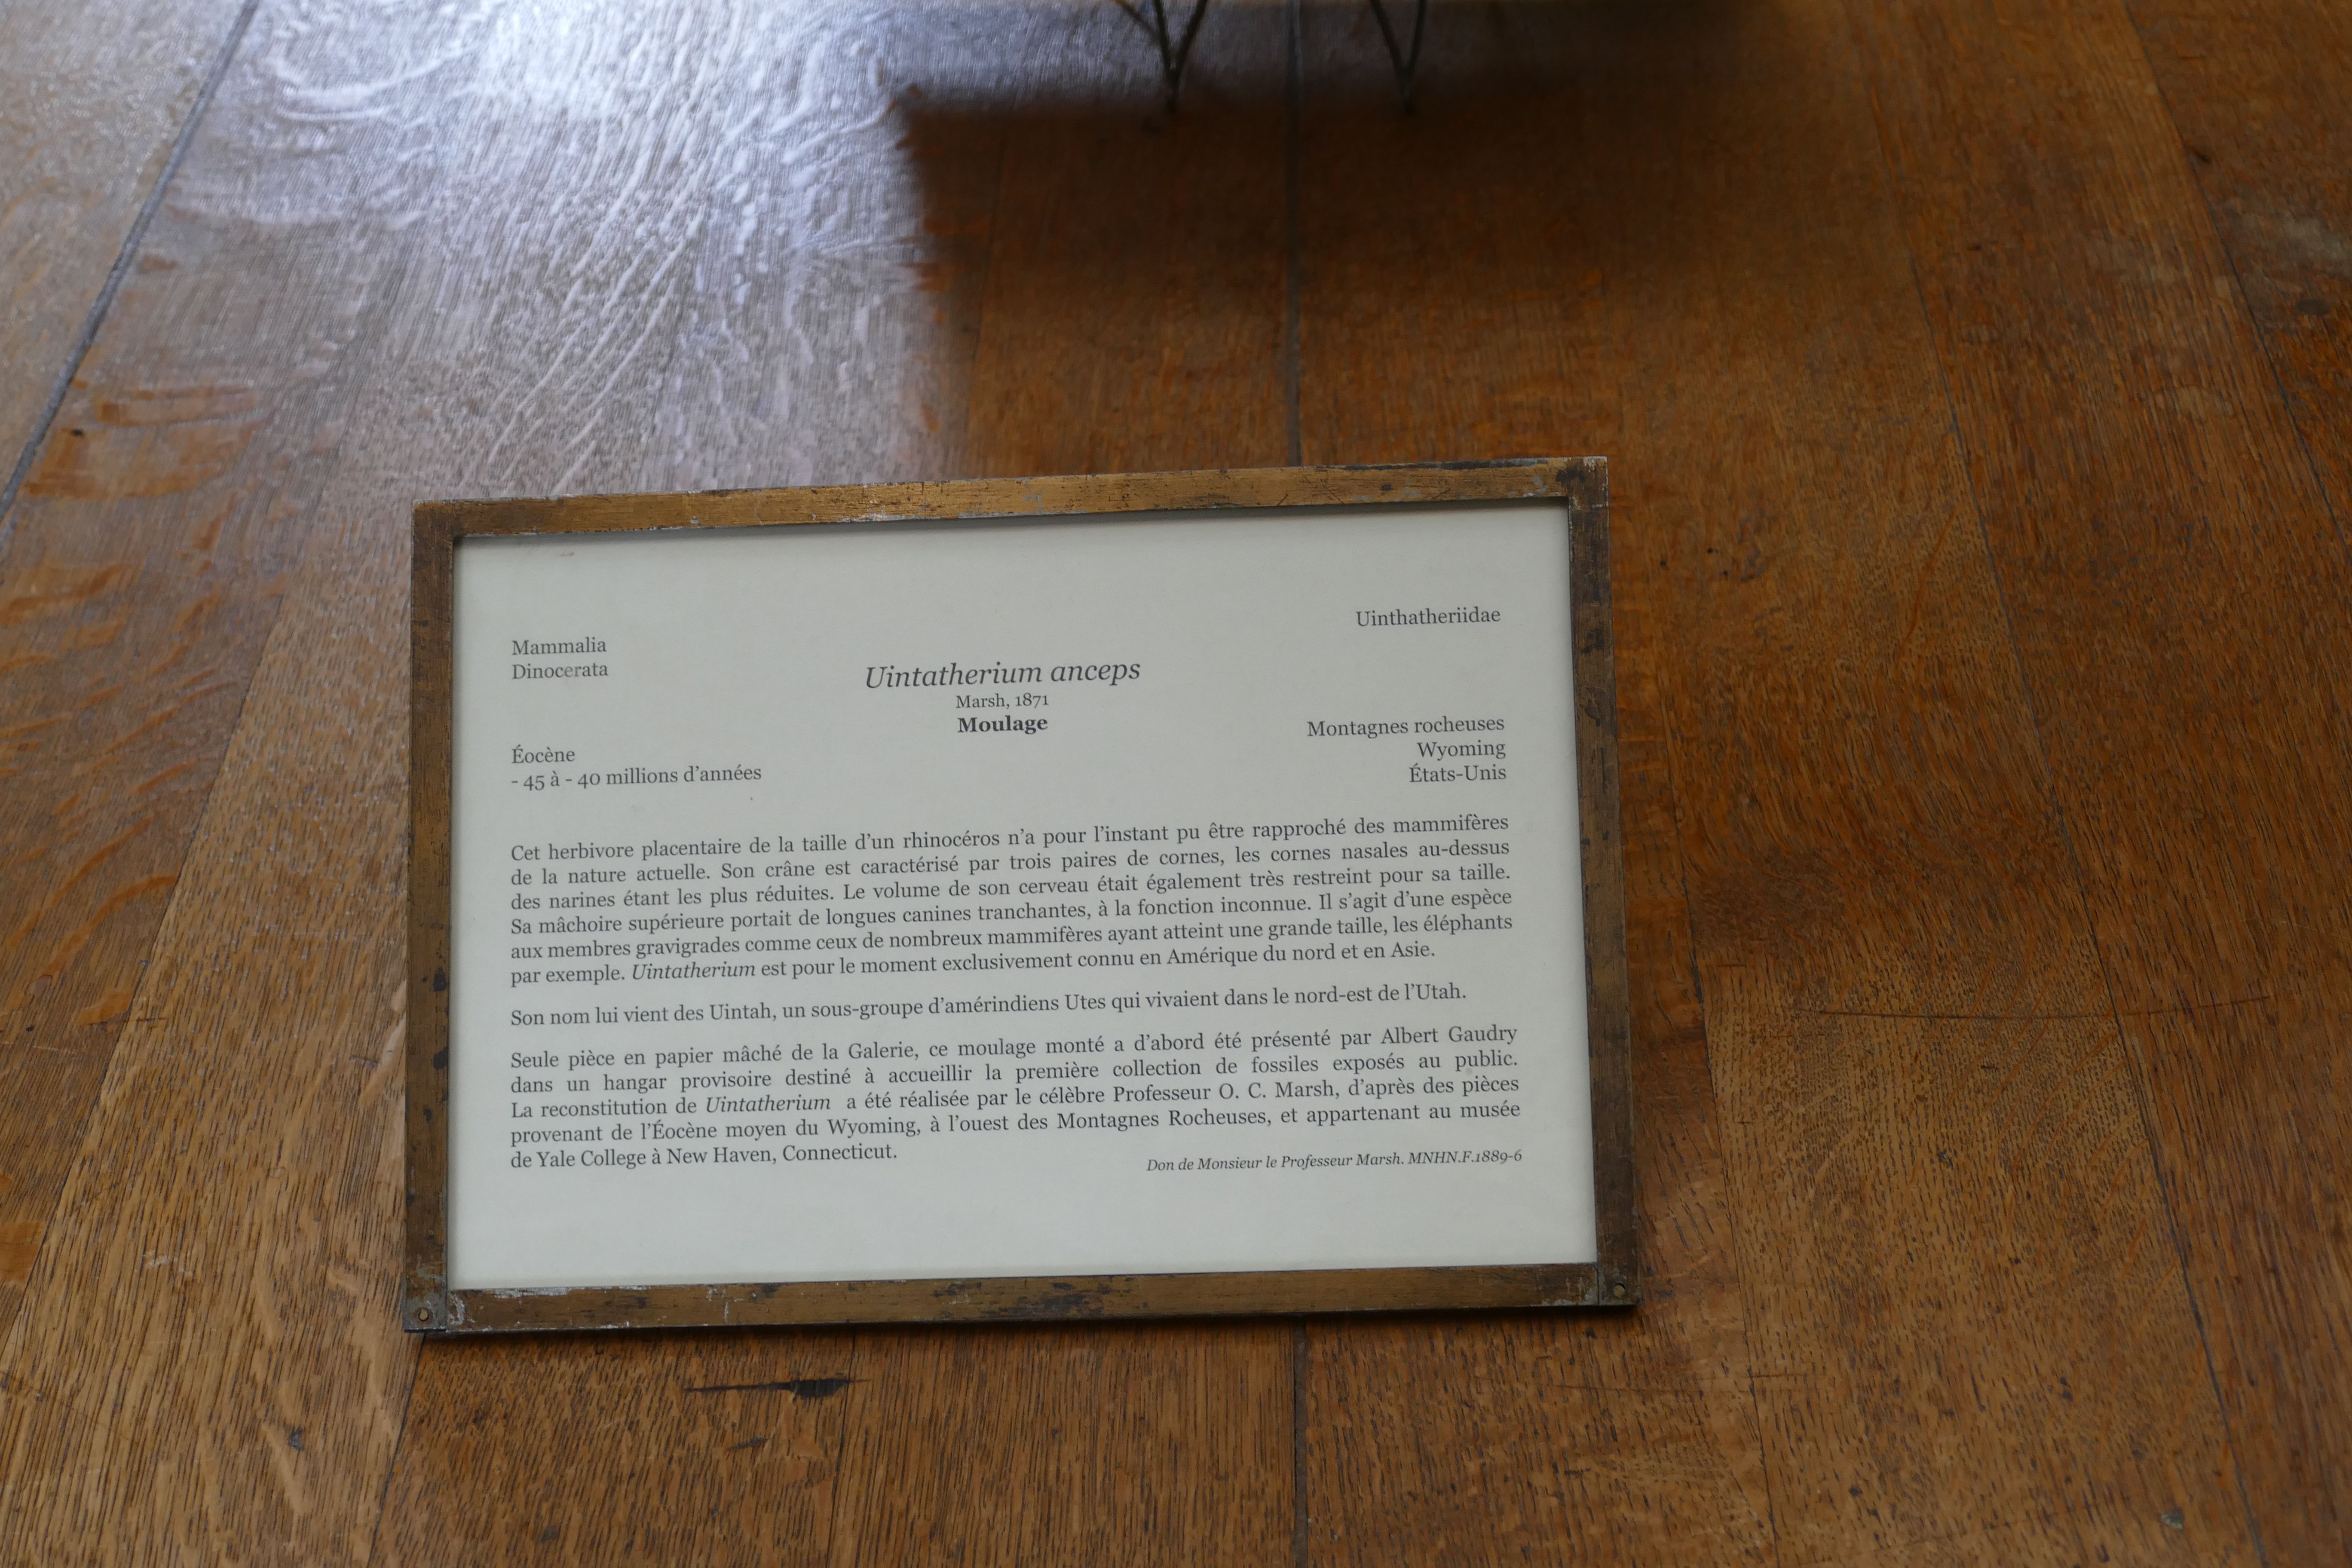 Uinthatheriidae
Mammalia
Dinocerata
Uintatherium anceps
Marsh, 1871
Moulage
Montagnes rocheuses
Wyoming
États-Unis
Éocène
- 45 à - 40 millions d'années
Cet herbivore placentaire de la taille d'un rhinocéros n'a pour l'instant pu être rapproché des mammifères
de la nature actuelle. Son crâne est caractérisé par trois paires de cornes, les cornes nasales au-dessus
des narines étant les plus réduites. Le volume de son cerveau était également très restreint pour sa taille.
Sa mâchoire supérieure portait de longues canines tranchantes, à la fonction inconnue. Il s'agit d'une espèce
aux membres gravigrades comme ceux de nombreux mammifères ayant atteint une grande taille, les éléphants
par exemple. Uintatherium est pour le moment exclusivement connu en Amérique du nord et en Asie.
Son nom lui vient des Uintah, un sous-groupe d'amérindiens Utes qui vivaient dans le nord-est de l'Utah.
Seule pièce en papier mâché de la Galerie, ce moulage monté a d'abord été présenté par Albert Gaudry
dans un hangar provisoire destiné à accueillir la première collection de fossiles exposés au public.
La reconstitution de Uintatherium a été réalisée par le célèbre Professeur O. C. Marsh, d'après des pièces
provenant de l'Éocène moyen du Wyoming, à l'ouest des Montagnes Rocheuses, et appartenant au musée
de Yale College à New Haven, Connecticut.
Don de Monsieur le Professeur Marsh. MNHN.F.1889-6